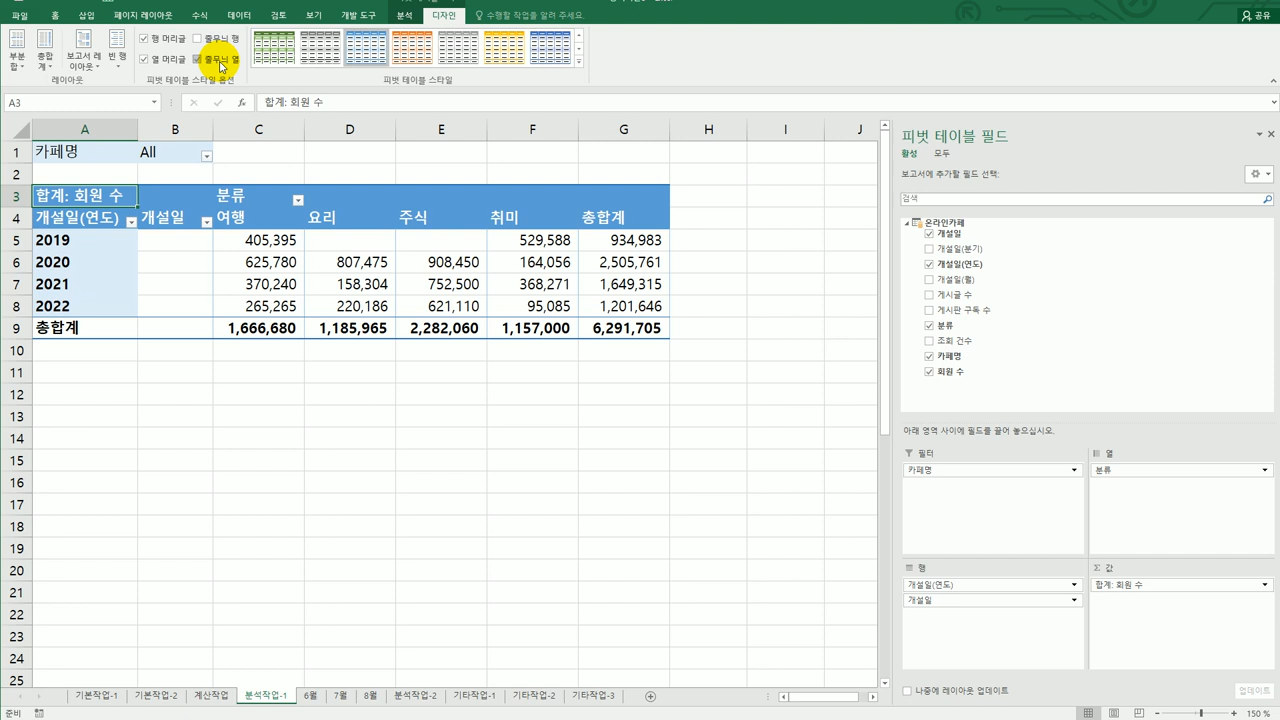 파일 홈 삽입 페이지 레이아웃 수식 데이터 검토 보기 개발 도구 분석 디자인 수행할 작업을 알려 주세요. 공유
부분합 총합계 보고서 레이아웃 빈 행
행 머리글 줄무늬 행
열 머리글 줄무늬 열
레이아웃 피벗 테이블 스타일 옵션 피벗 테이블 스타일
A3 fx 합계: 회원 수
A B C D E F G H I J
1 카페명 All
2
3 합계: 회원 수 분류
4 개설일(연도) 개설일 여행 요리 주식 취미 총합계
5 2019 405,395 529,588 934,983
6 2020 625,780 807,475 908,450 164,056 2,505,761
7 2021 370,240 158,304 752,500 368,271 1,649,315
8 2022 265,265 220,186 621,110 95,085 1,201,646
9 총합계 1,666,680 1,185,965 2,282,060 1,157,000 6,291,705
10
11
12
13
14
15
16
17
18
19
20
21
22
23
24
25
피벗 테이블 필드
활성 모두
보고서에 추가할 필드 선택:
검색
온라인카페
개설일
개설일(분기)
개설일(연도)
개설일(월)
게시글 수
게시판 구독 수
분류
조회 건수
카페명
회원 수
아래 영역 사이에 필드를 끌어 놓으십시오.
필터 열
카페명 분류
행 Σ 값
개설일(연도) 합계: 회원 수
개설일
나중에 레이아웃 업데이트 업데이트
기본작업-1 기본작업-2 계산작업 분석작업-1 6월 7월 8월 분석작업-2 기타작업-1 기타작업-2 기타작업-3
준비 150 %